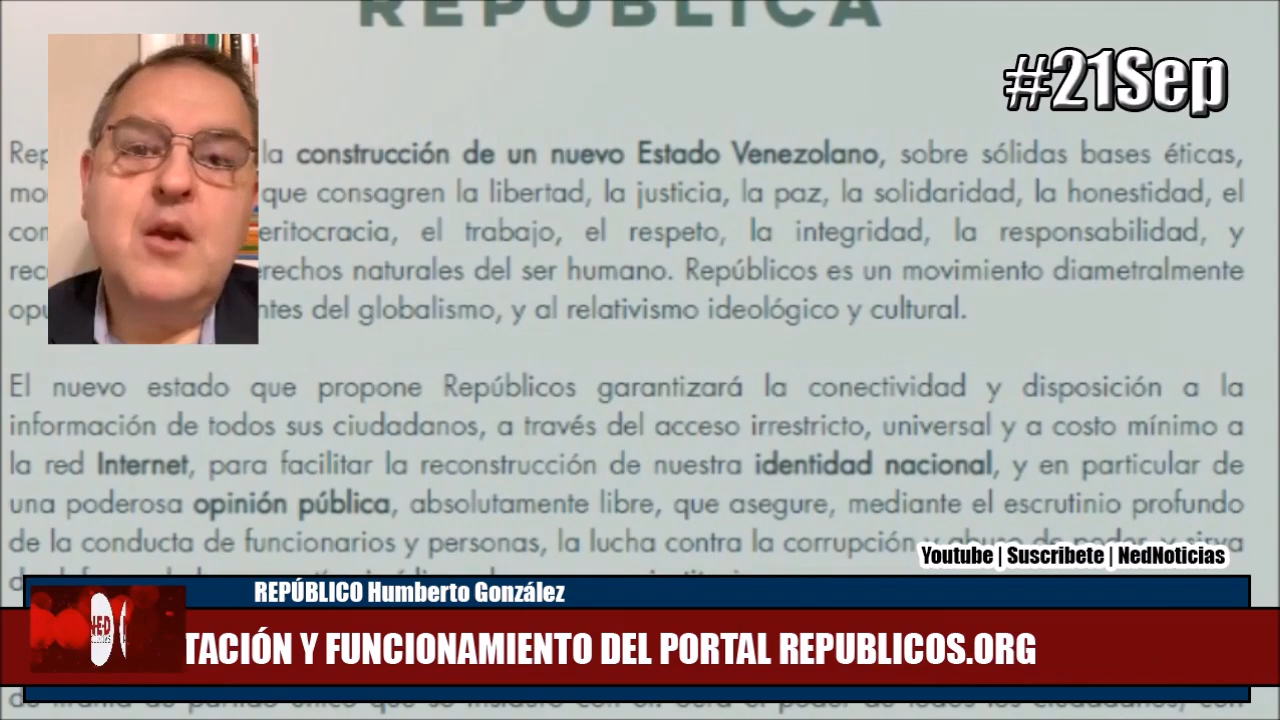 REPÚBLICA
#21Sep
la construcción de un nuevo Estado Venezolano, sobre sólidas bases éticas,
que consagren la libertad, la justicia, la paz, la solidaridad, la honestidad, el
eritocracia, el trabajo, el respeto, la integridad, la responsabilidad, y
rechos naturales del ser humano. Repúblicos es un movimiento diametralmente
ntes del globalismo, y al relativismo ideológico y cultural.
El nuevo estado que propone Repúblicos garantizará la conectividad y disposición a la
información de todos sus ciudadanos, a través del acceso irrestricto, universal y a costo mínimo a
la red Internet, para facilitar la reconstrucción de nuestra identidad nacional, y en particular de
una poderosa opinión pública, absolutamente libre, que asegure, mediante el escrutinio profundo
de la conducta de funcionarios y personas, la lucha contra la corrupción
Youtube | Suscribete | NedNoticias
REPÚBLICO Humberto González
TACIÓN Y FUNCIONAMIENTO DEL PORTAL REPUBLICOS.ORG